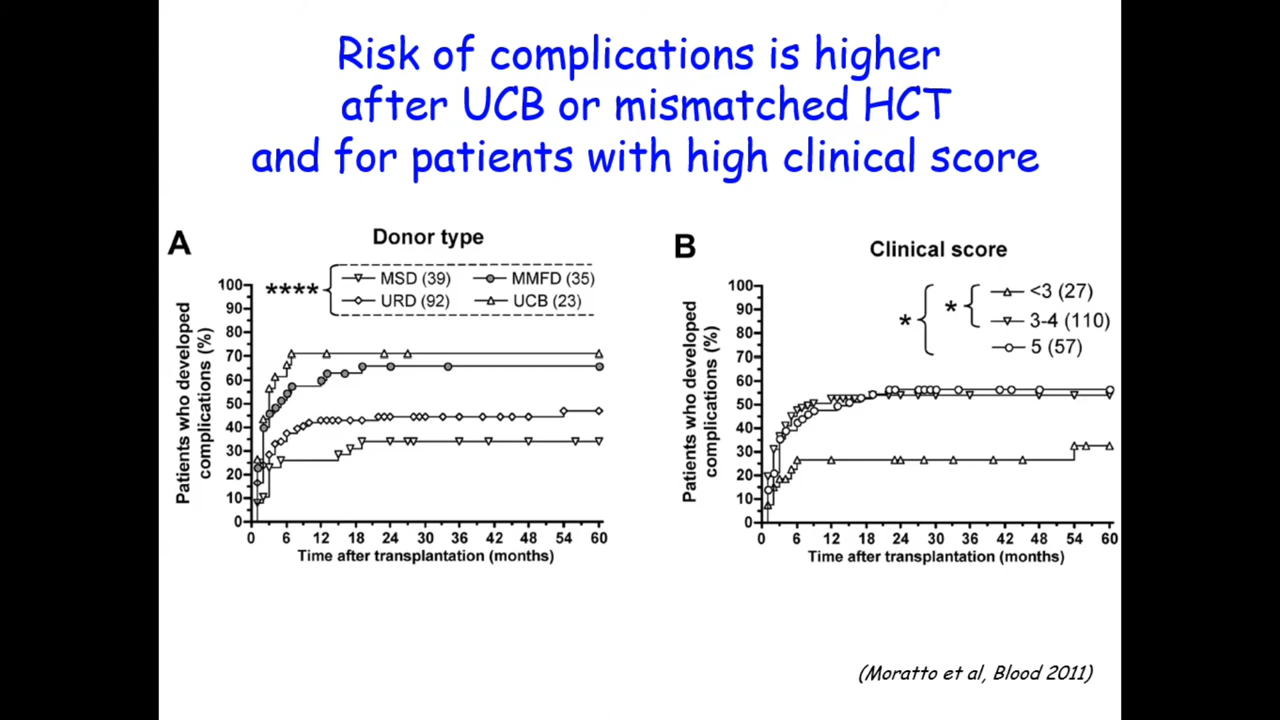 Risk of complications is higher
after UCB or mismatched HCT
and for patients with high clinical score
A
Donor type
**** MSD (39) MMFD (35)
URD (92) UCB (23)
Patients who developed
complications (%)
100
90
80
70
60
50
40
30
20
10
0
0 6 12 18 24 30 36 42 48 54 60
Time after transplantation (months)
B
Clinical score
* * <3 (27)
3-4 (110)
5 (57)
Patients who developed
complications (%)
100
90
80
70
60
50
40
30
20
10
0
0 6 12 18 24 30 36 42 48 54 60
Time after transplantation (months)
(Moratto et al, Blood 2011)